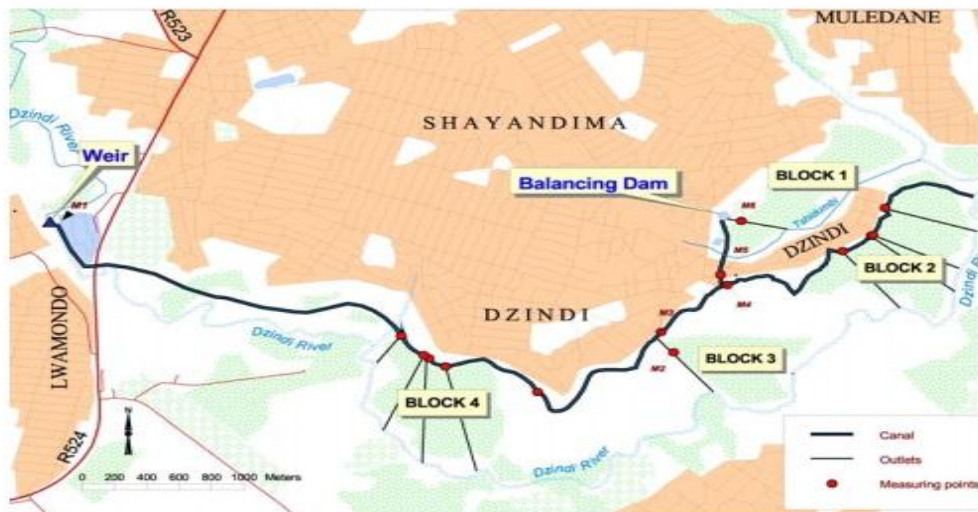 R523
MULEDANE
Dzindi River
SHAYANDIMA
Weir
M1
Balancing Dam
BLOCK 1
M6
Tshidumbi
M5
DZINDI
BLOCK 2
Dzindi
M4
LWAMONDO
Dzindi River
DZINDI
M3
BLOCK 3
M2
BLOCK 4
R524
N
0 200 400 600 800 1000 Meters
Dzindi River
Canal
Outlets
Measuring points